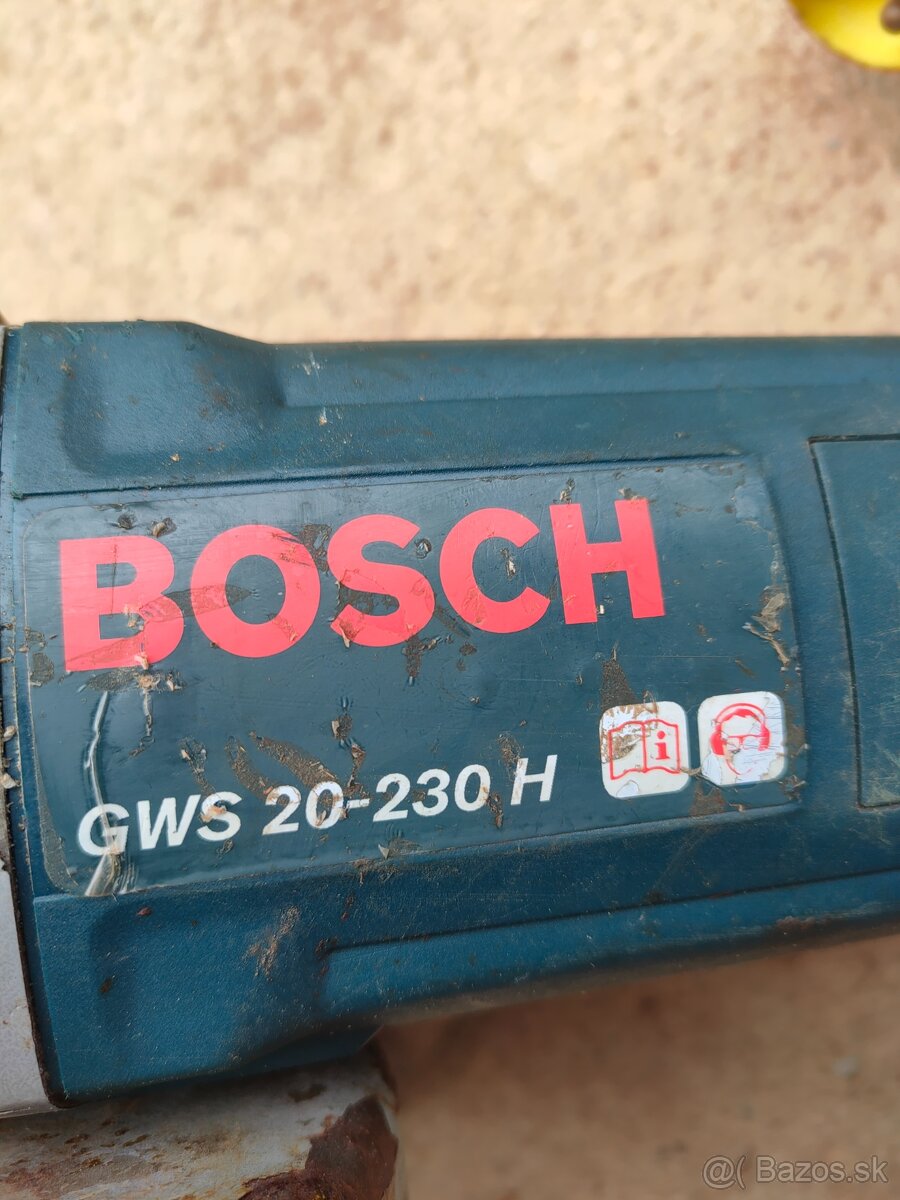 BOSCH
GWS 20-230 H
i
@( Bazos.sk